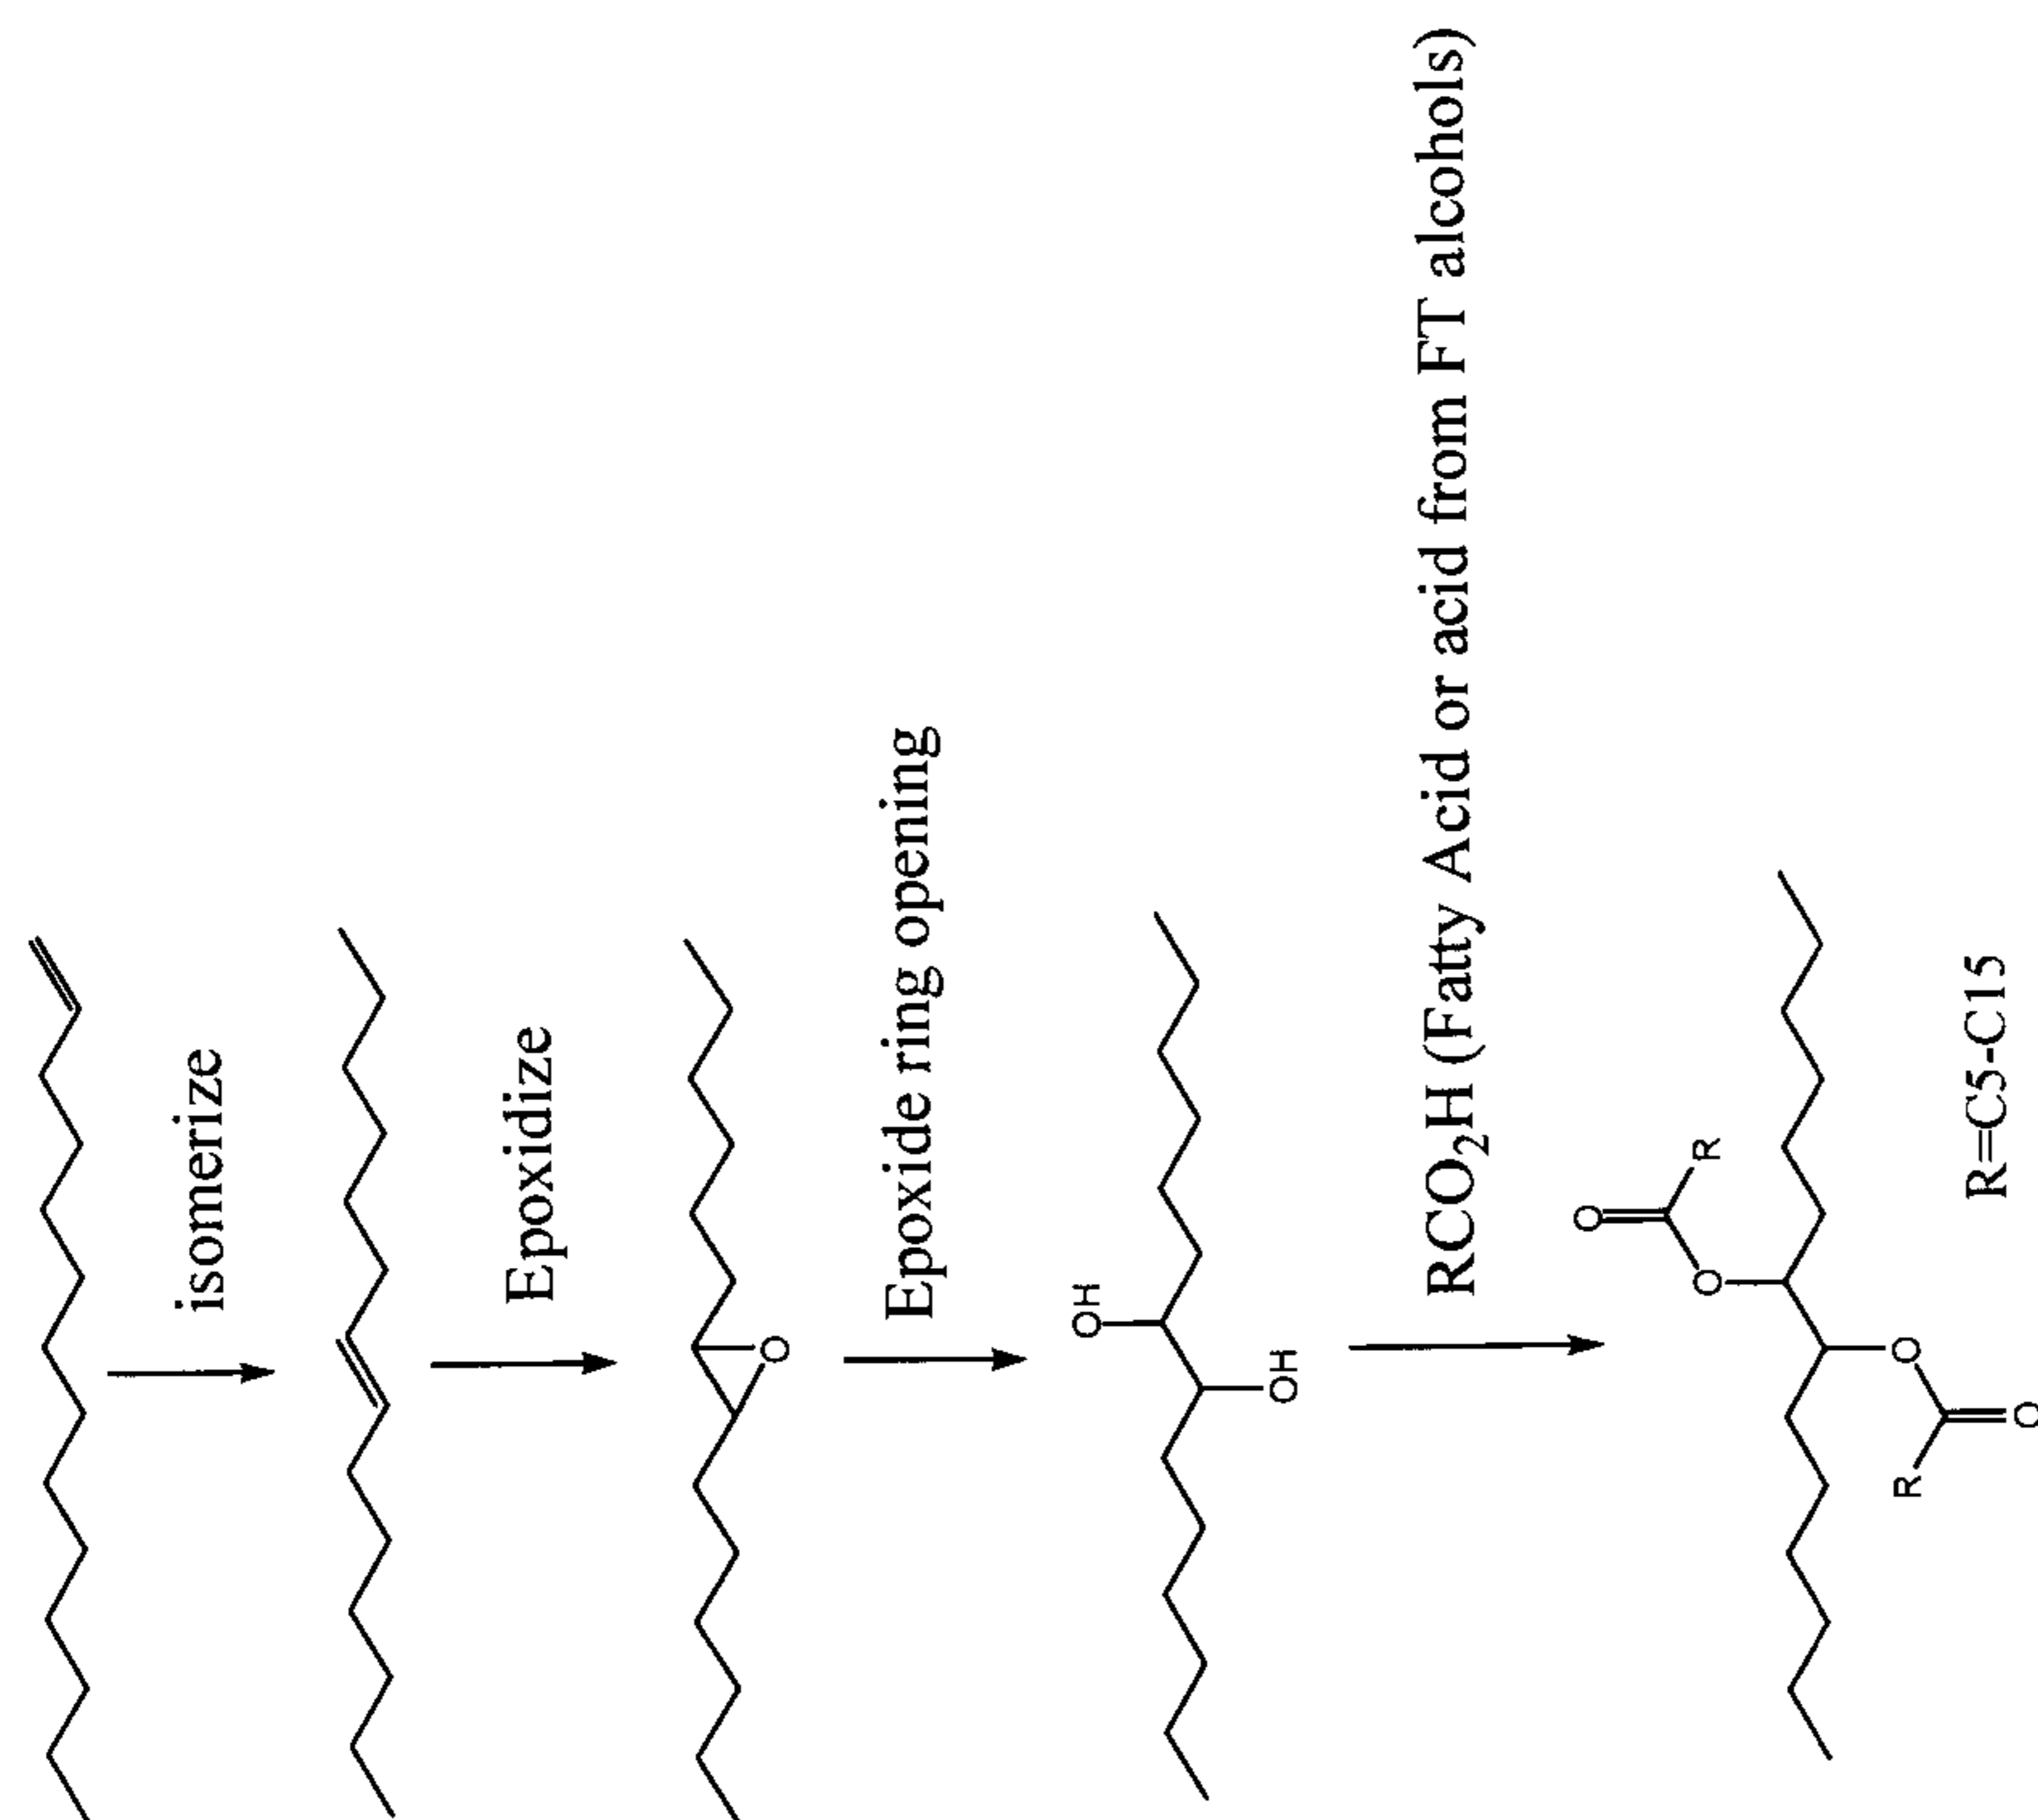 isomerize
Epoxidize
O
Epoxide ring opening
OH
OH
RCO₂H (Fatty Acid or acid from FT alcohols)
O
R
O
O
R
O
R=C5-C15